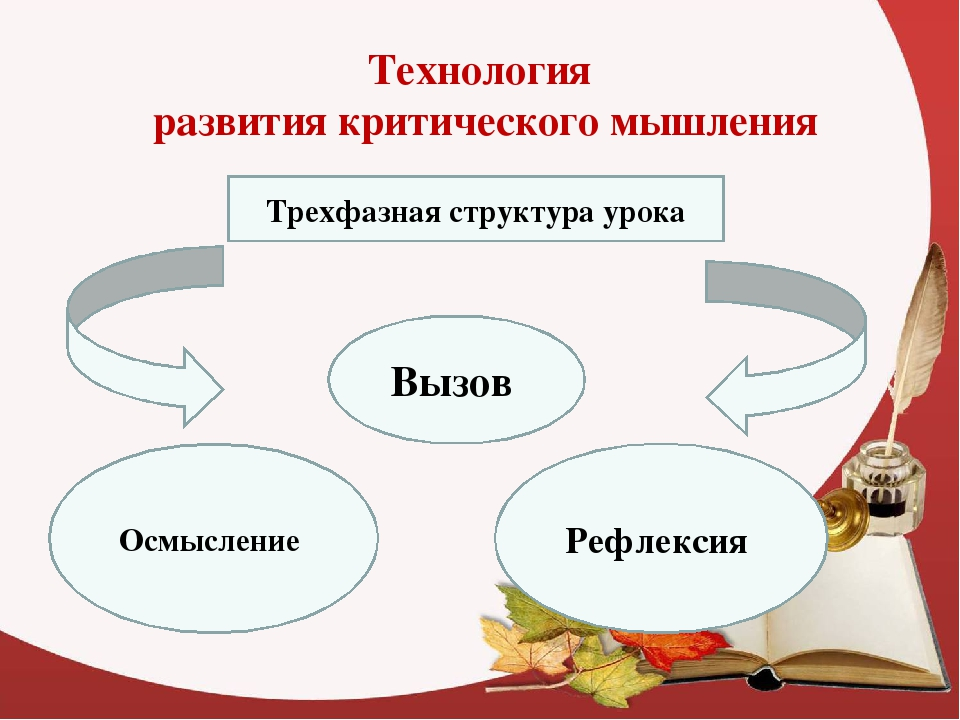 Технология
развития критического мышления
Трехфазная структура урока
Вызов
Осмысление
Рефлексия